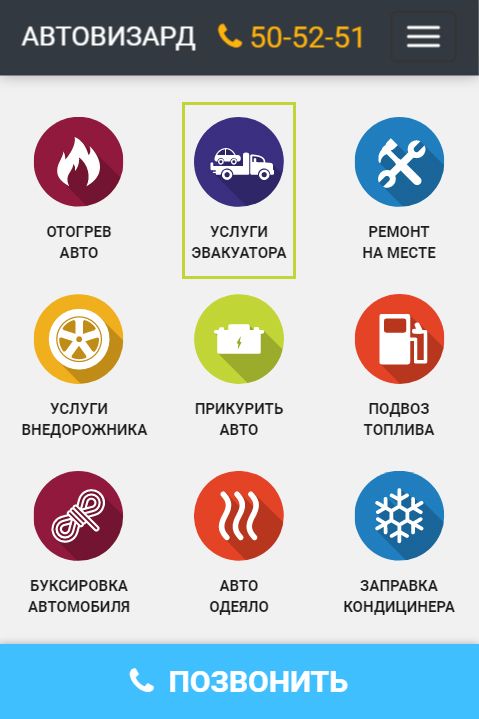 АВТОВИЗАРД 50-52-51
ОТОГРЕВ
АВТО
УСЛУГИ
ЭВАКУАТОРА
РЕМОНТ
НА МЕСТЕ
УСЛУГИ
ВНЕДОРОЖНИКА
ПРИКУРИТЬ
АВТО
ПОДВОЗ
ТОПЛИВА
БУКСИРОВКА
АВТОМОБИЛЯ
АВТО
ОДЕЯЛО
ЗАПРАВКА
КОНДИЦИНЕРА
ПОЗВОНИТЬ